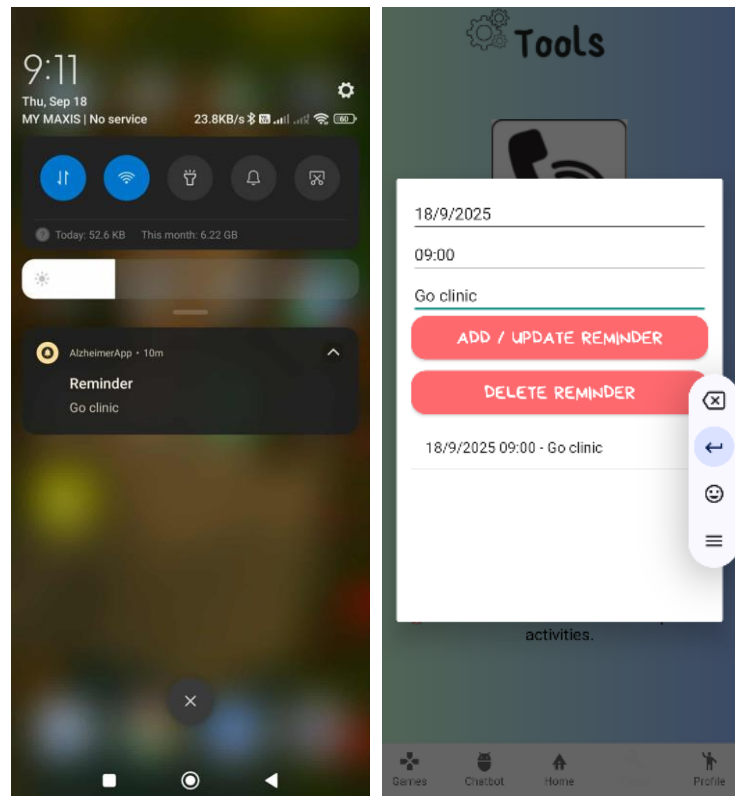 9:11
Thu, Sep 18
MY MAXIS | No service
23.8KB/s
60
Today: 52.6 KB This month: 6.22 GB
AlzheimerApp • 10m
Reminder
Go clinic
Tools
18/9/2025
09:00
Go clinic
ADD / UPDATE REMINDER
DELETE REMINDER
18/9/2025 09:00 - Go clinic
activities.
Games
Chatbot
Home
Profile